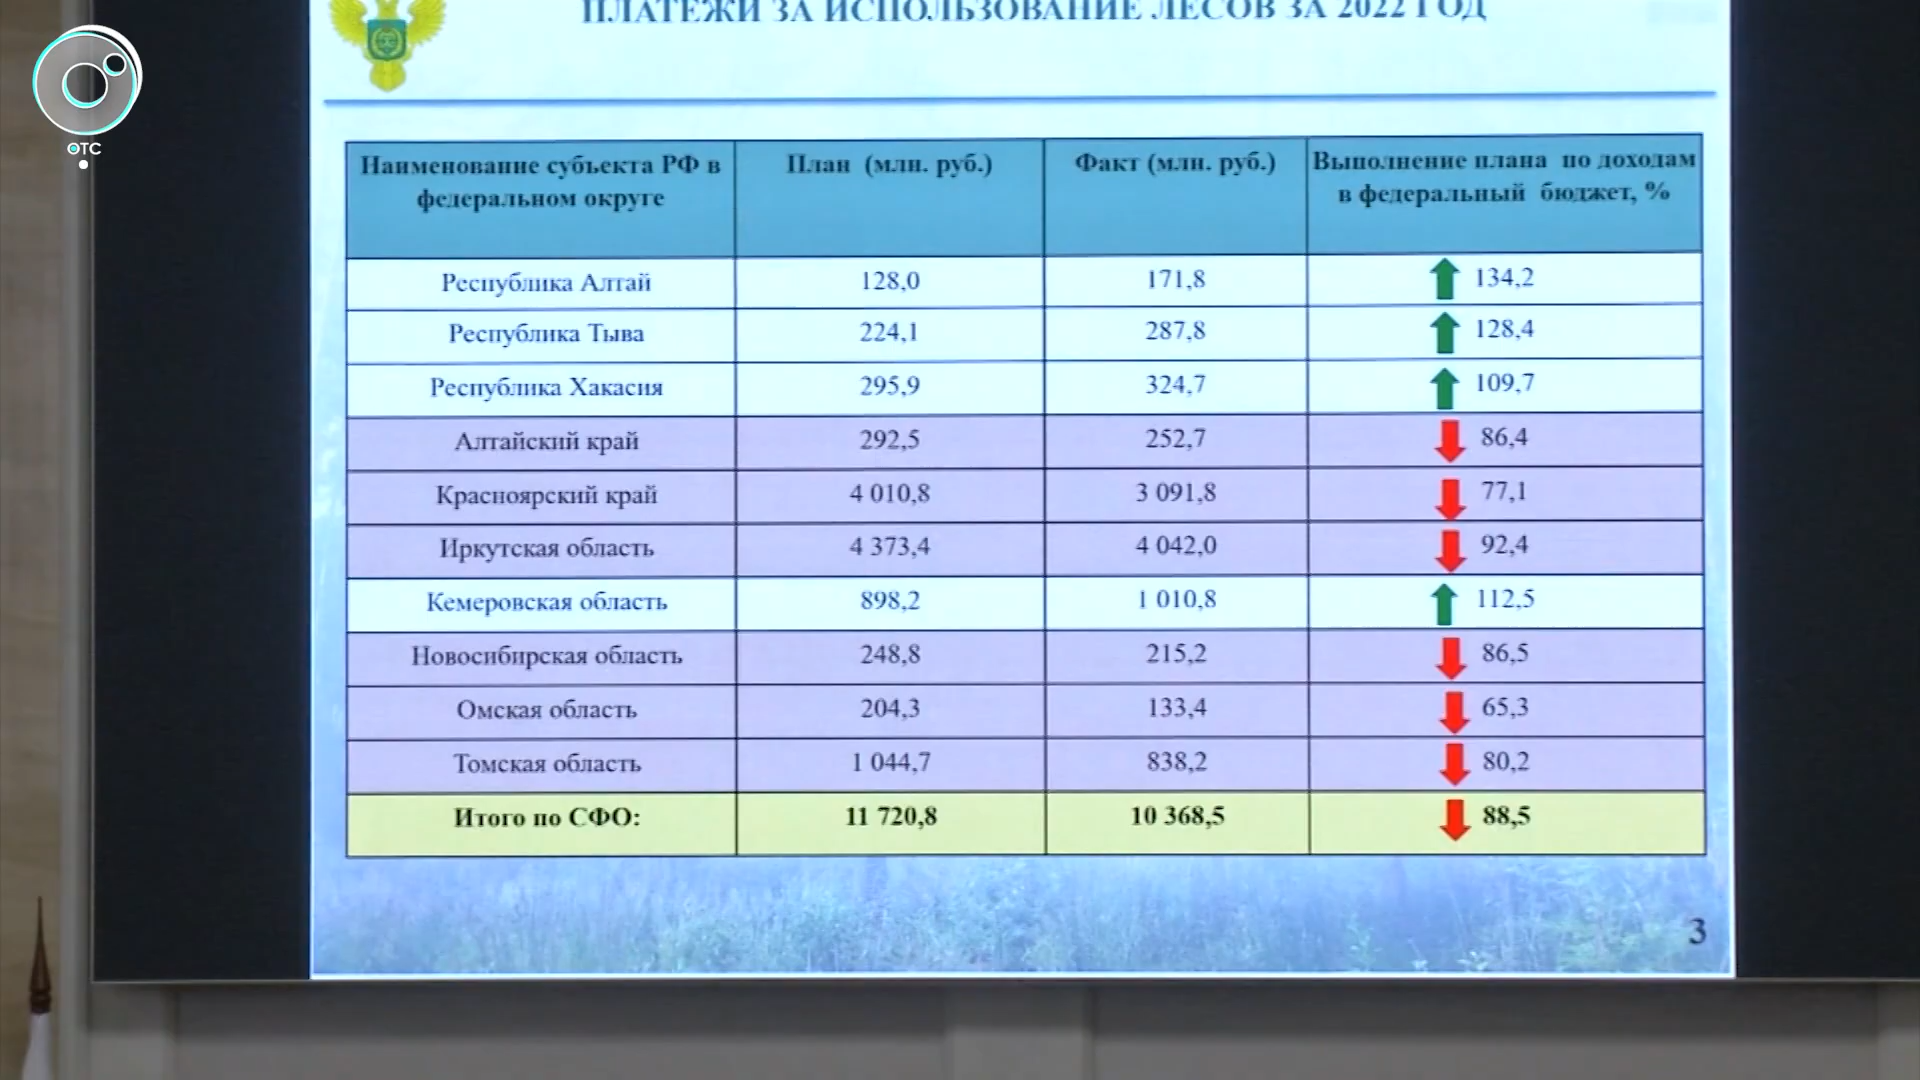 ПЛАТЕЖИ ЗА ИСПОЛЬЗОВАНИЕ ЛЕСОВ ЗА 2022 ГОД
ОТС
Наименование субъекта РФ в федеральном округе План (млн. руб.) Факт (млн. руб.) Выполнение плана по доходам в федеральный бюджет, %
Республика Алтай 128,0 171,8 134,2
Республика Тыва 224,1 287,8 128,4
Республика Хакасия 295,9 324,7 109,7
Алтайский край 292,5 252,7 86,4
Красноярский край 4 010,8 3 091,8 77,1
Иркутская область 4 373,4 4 042,0 92,4
Кемеровская область 898,2 1 010,8 112,5
Новосибирская область 248,8 215,2 86,5
Омская область 204,3 133,4 65,3
Томская область 1 044,7 838,2 80,2
Итого по СФО: 11 720,8 10 368,5 88,5
3